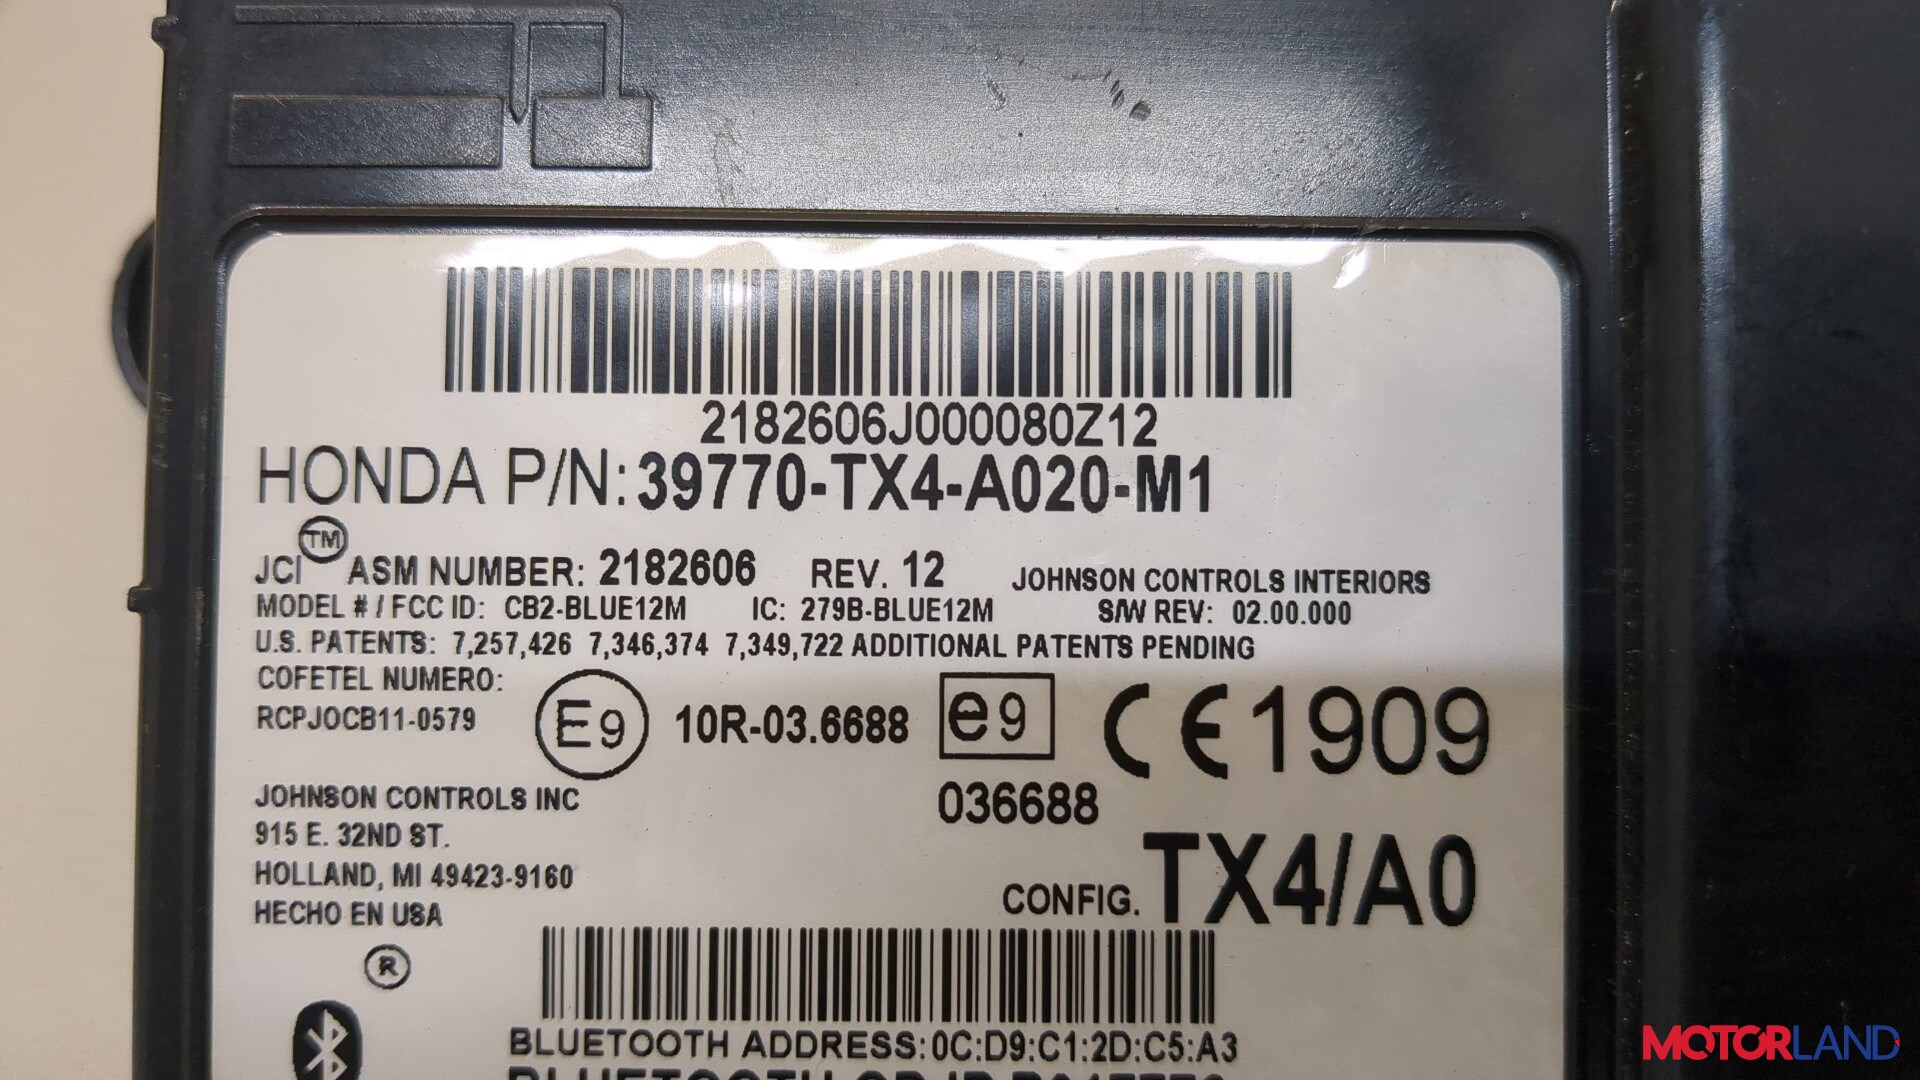 2182606J000080Z12
HONDA P/N: 39770-TX4-A020-M1
JCI™ ASM NUMBER: 2182606 REV. 12 JOHNSON CONTROLS INTERIORS
MODEL # / FCC ID: CB2-BLUE12M IC: 279B-BLUE12M S/W REV: 02.00.000
U.S. PATENTS: 7,257,426 7,346,374 7,349,722 ADDITIONAL PATENTS PENDING
COFETEL NUMERO:
RCPJOCB11-0579
E9 10R-03.6688 e9 CE1909
036688
JOHNSON CONTROLS INC
915 E. 32ND ST.
HOLLAND, MI 49423-9160
HECHO EN USA
CONFIG. TX4/A0
®
BLUETOOTH ADDRESS: 0C:D9:C1:2D:C5:A3
BLUETOOTH
MOTORLAND